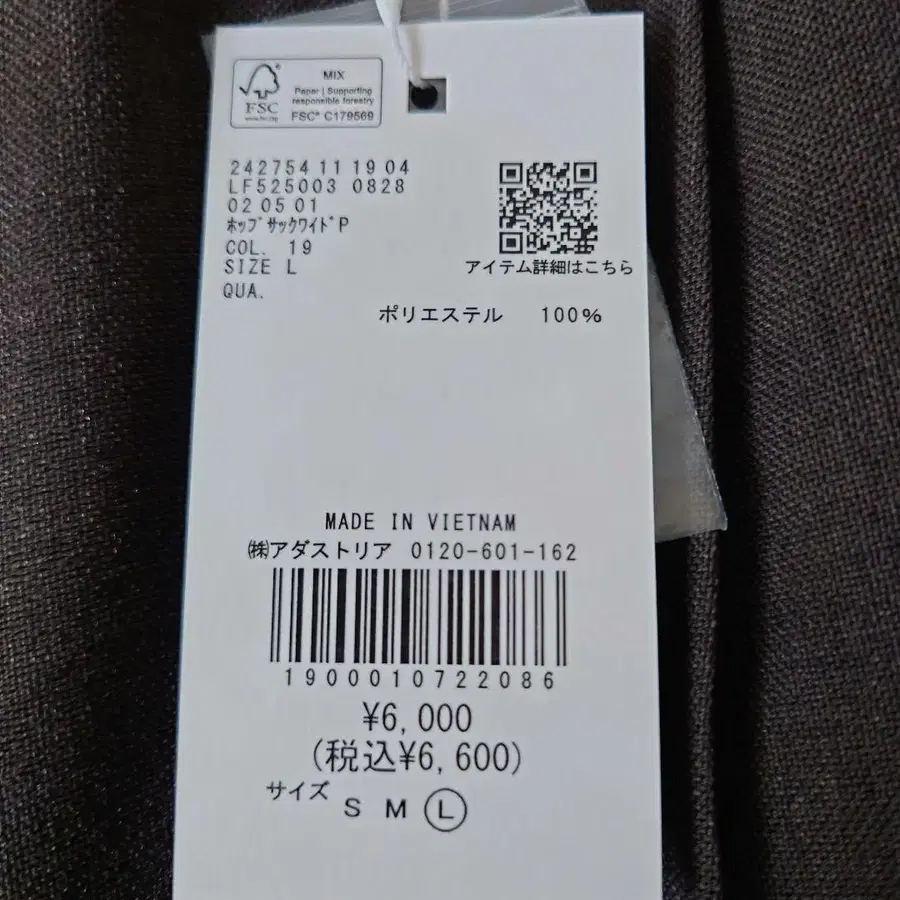 MIX
Paper | Supporting
responsible forestry
FSC® C179569
FSC
www.fsc.org
242754 11 19 04
LF525003 0828
02 05 01
ﾎｯﾌﾟｻｯｸﾜｲﾄﾞP
COL. 19
SIZE L
QUA.
アイテム詳細はこちら
ポリエステル 100%
MADE IN VIETNAM
㈱アダストリア 0120-601-162
1900010722086
¥6,000
(税込¥6,600)
サイズ S M L